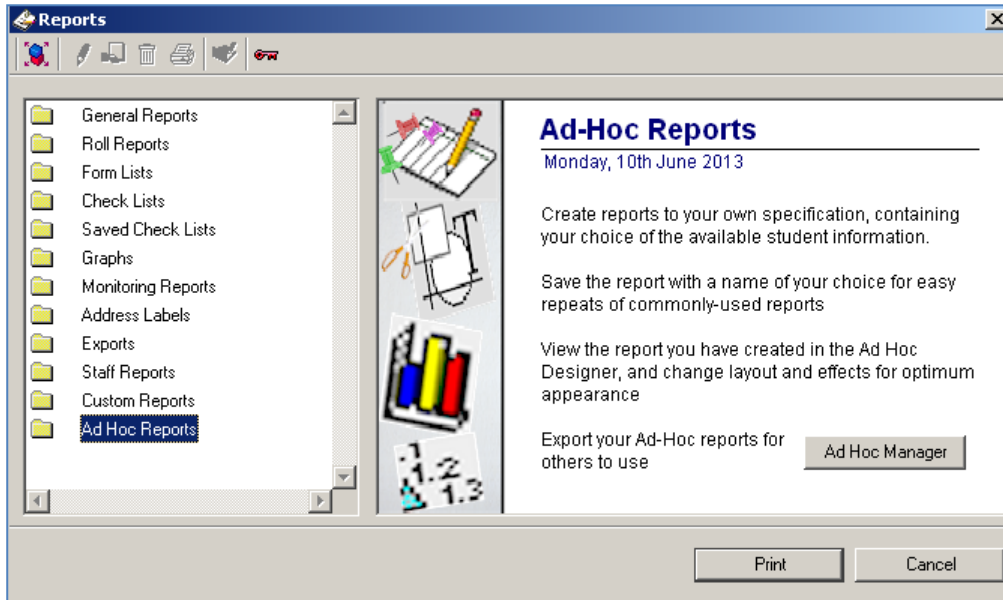 Reports
General Reports
Roll Reports
Form Lists
Check Lists
Saved Check Lists
Graphs
Monitoring Reports
Address Labels
Exports
Staff Reports
Custom Reports
Ad Hoc Reports
Ad-Hoc Reports
Monday, 10th June 2013
Create reports to your own specification, containing
your choice of the available student information.
Save the report with a name of your choice for easy
repeats of commonly-used reports
View the report you have created in the Ad Hoc
Designer, and change layout and effects for optimum
appearance
Export your Ad-Hoc reports for
others to use
Ad Hoc Manager
.1
1.2
1.3
Print
Cancel